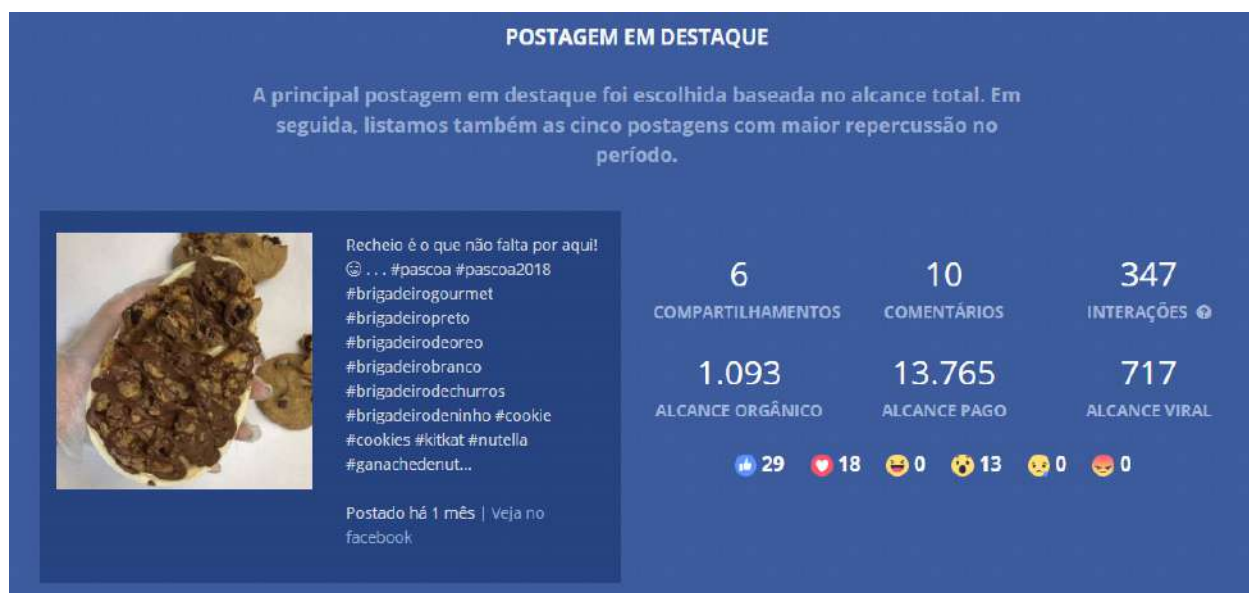 POSTAGEM EM DESTAQUE
A principal postagem em destaque foi escolhida baseada no alcance total. Em
seguida, listamos também as cinco postagens com maior repercussão no
período.
Recheio é o que não falta por aqui!
😋 . . . #pascoa #pascoa2018
#brigadeirogourmet
#brigadeiropreto
#brigadeirodeoreo
#brigadeirobranco
#brigadeirodechurros
#brigadeirodeninho #cookie
#cookies #kitkat #nutella
#ganachedenut...
Postado há 1 mês | Veja no
facebook
6 10 347
COMPARTILHAMENTOS COMENTÁRIOS INTERAÇÕES ?
1.093 13.765 717
ALCANCE ORGÂNICO ALCANCE PAGO ALCANCE VIRAL
29 18 0 13 0 0